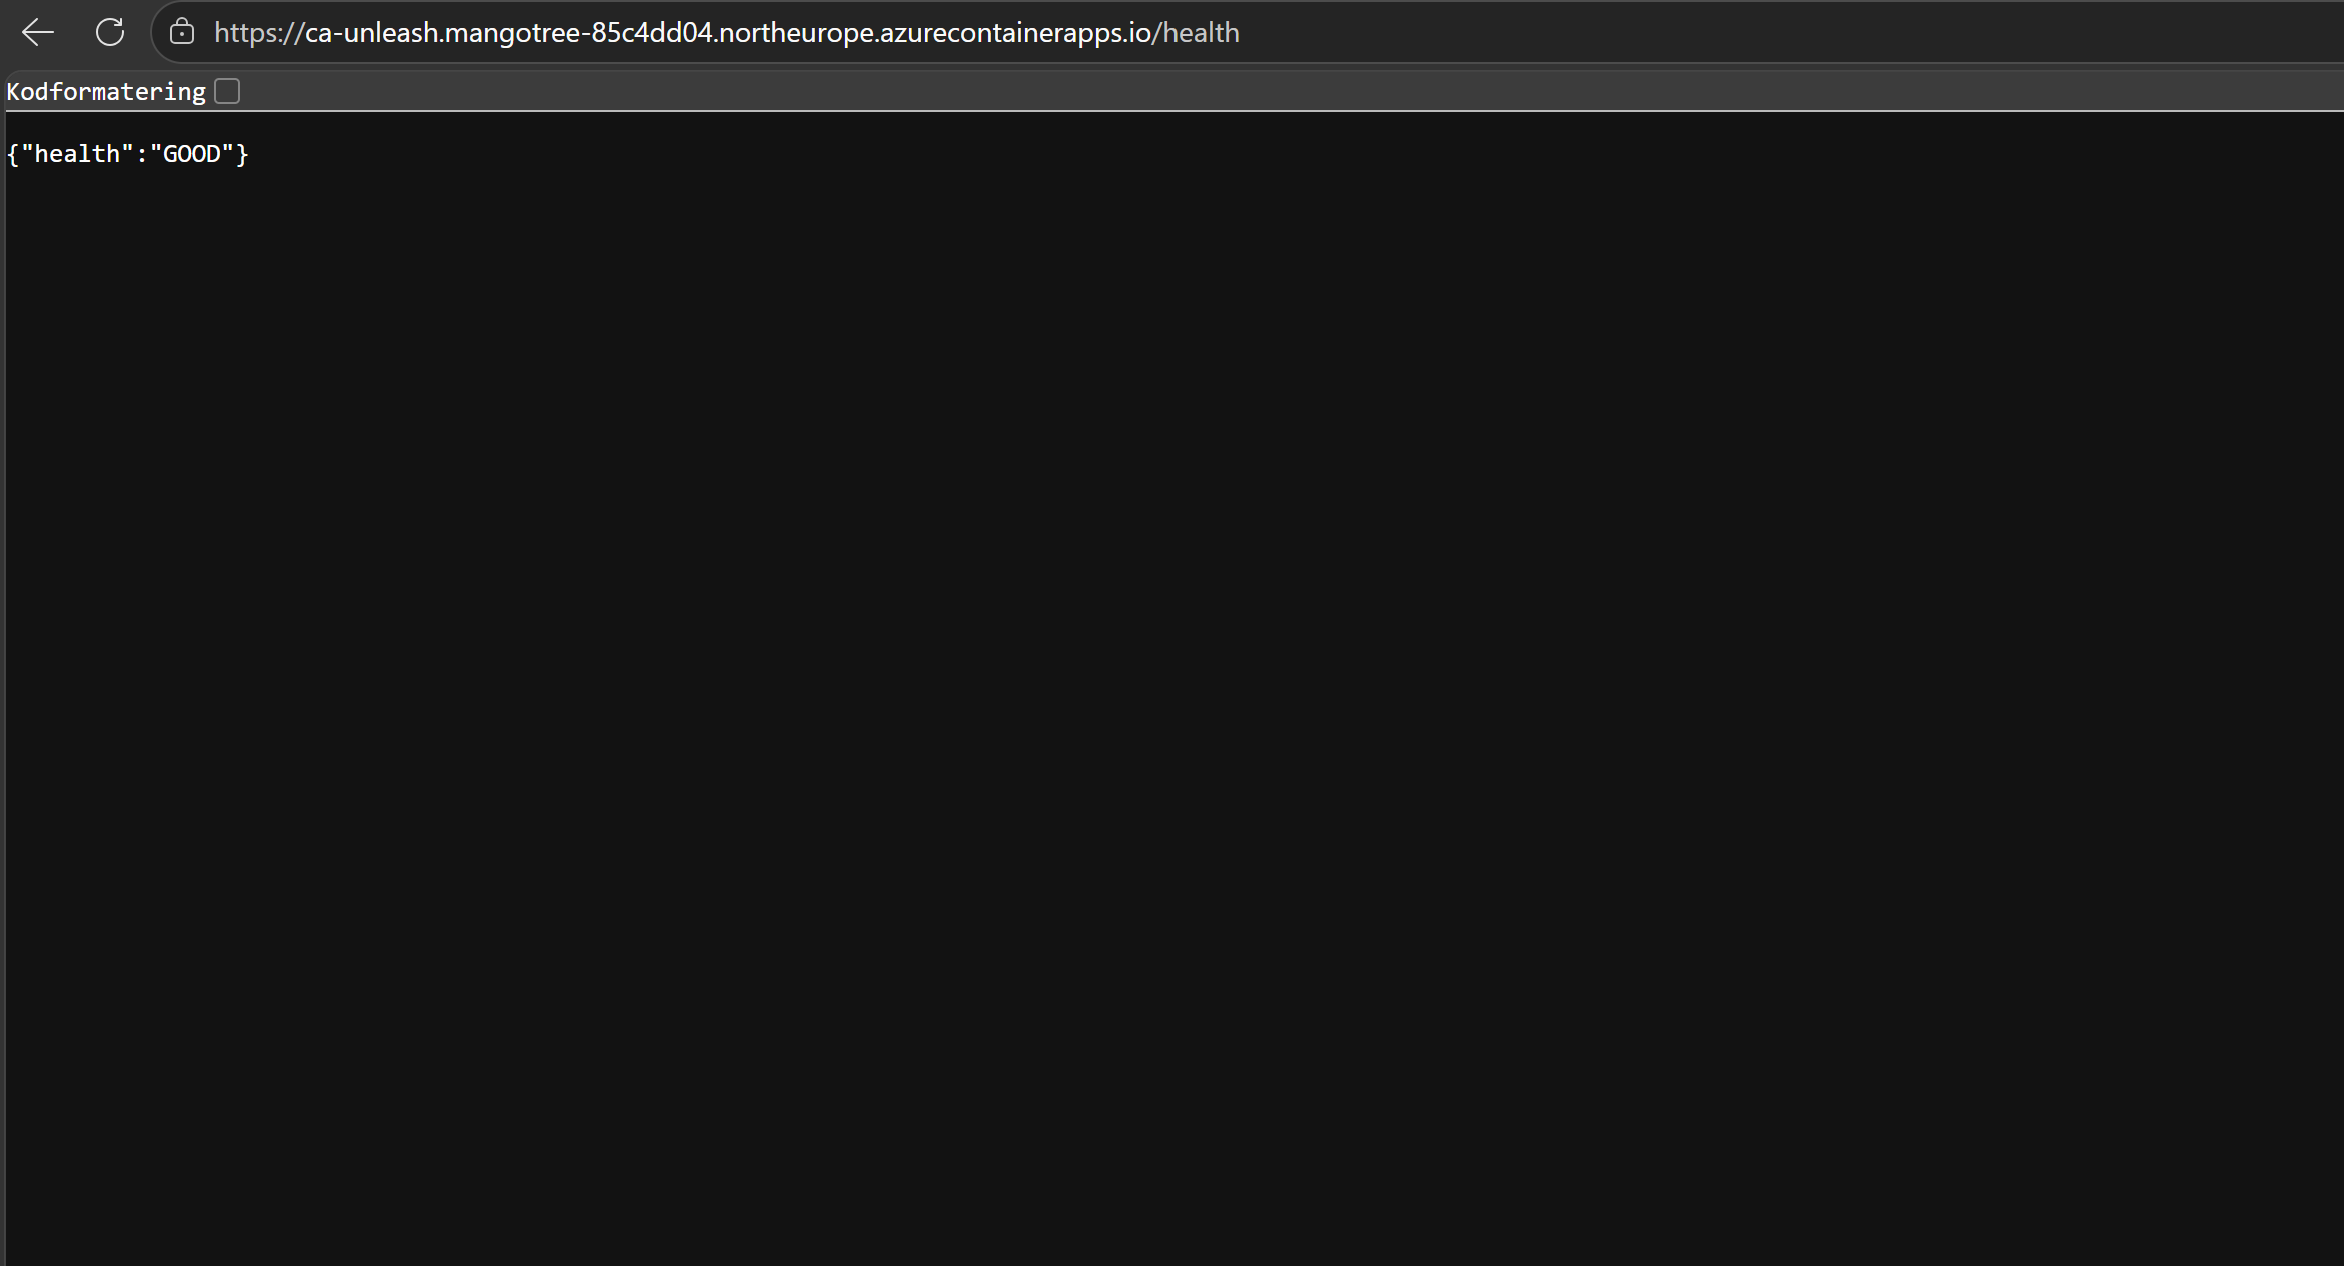 https://ca-unleash.mangotree-85c4dd04.northeurope.azurecontainerapps.io/health
Kodformatering
{"health":"GOOD"}